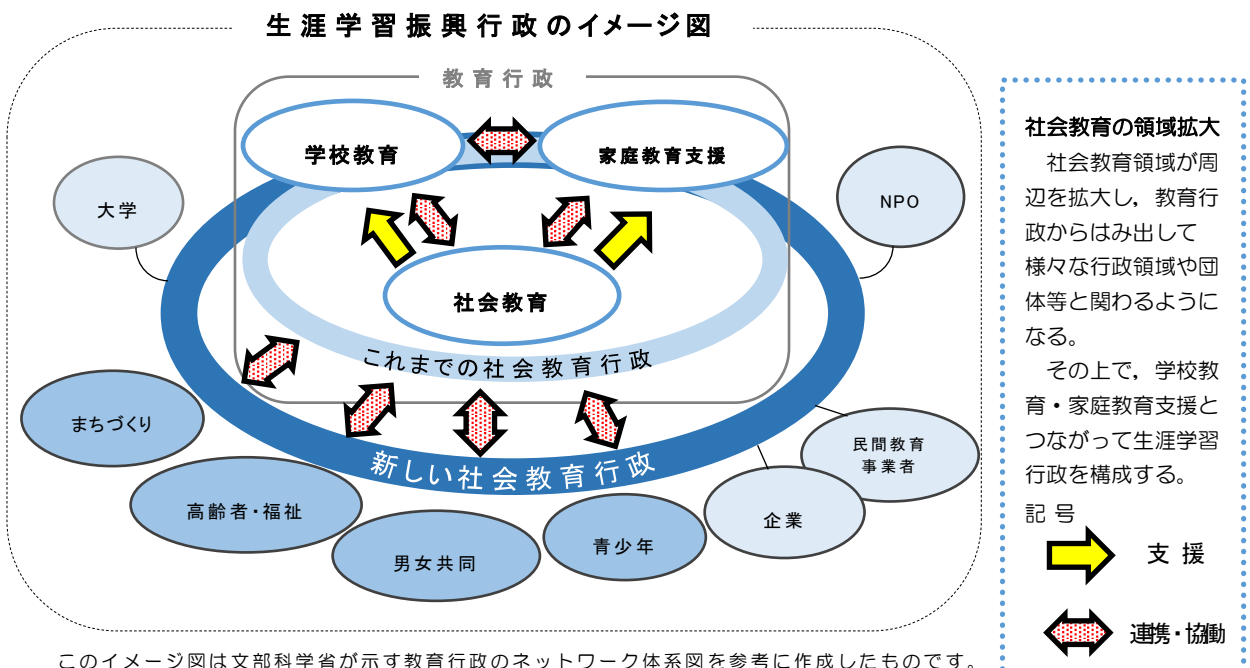 生涯学習振興行政のイメージ図
教育行政
学校教育
家庭教育支援
大学
NPO
社会教育
これまでの社会教育行政
まちづくり
新しい社会教育行政
民間教育
事業者
高齢者・福祉
企業
青少年
男女共同
このイメージ図は文部科学省が示す教育行政のネットワーク体系図を参考に作成したものです。
社会教育の領域拡大
社会教育領域が周
辺を拡大し，教育行
政からはみ出して
様々な行政領域や団
体等と関わるように
なる。
その上で，学校教
育・家庭教育支援と
つながって生涯学習
行政を構成する。
記号
支援
連携・協働